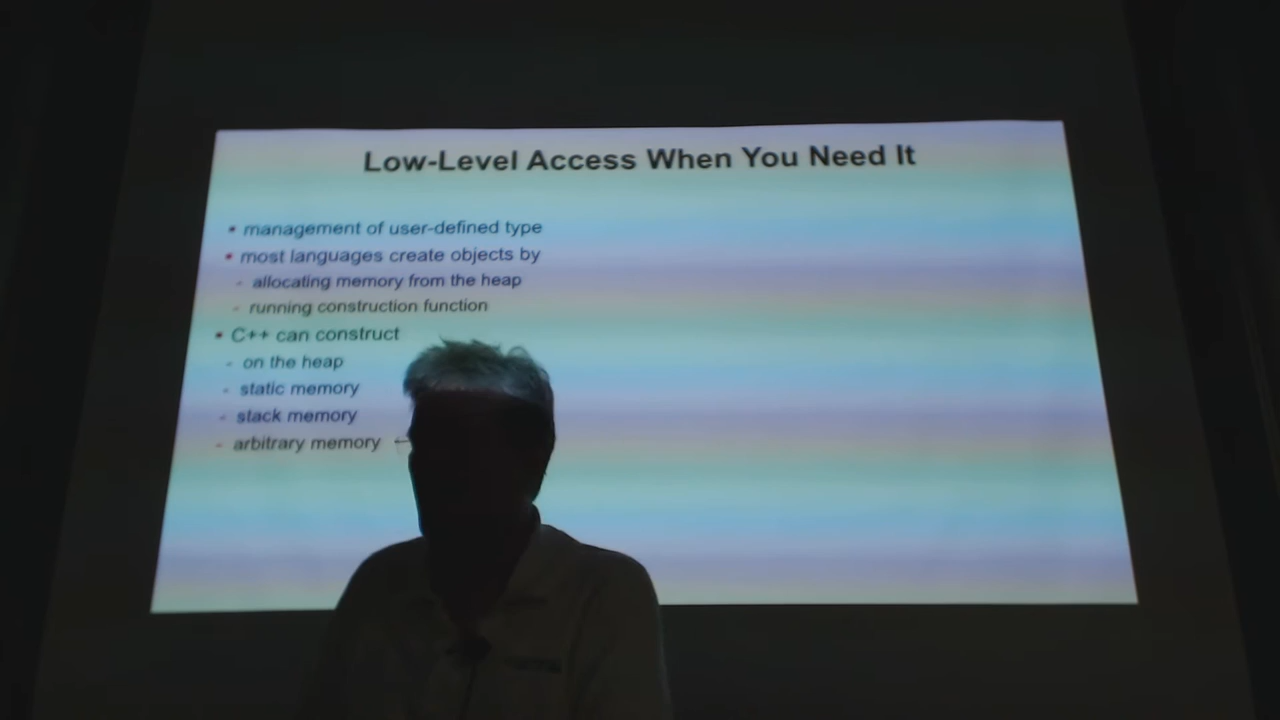 Low-Level Access When You Need It
• management of user-defined type
• most languages create objects by
- allocating memory from the heap
- running construction function
• C++ can construct
- on the heap
- static memory
- stack memory
- arbitrary memory